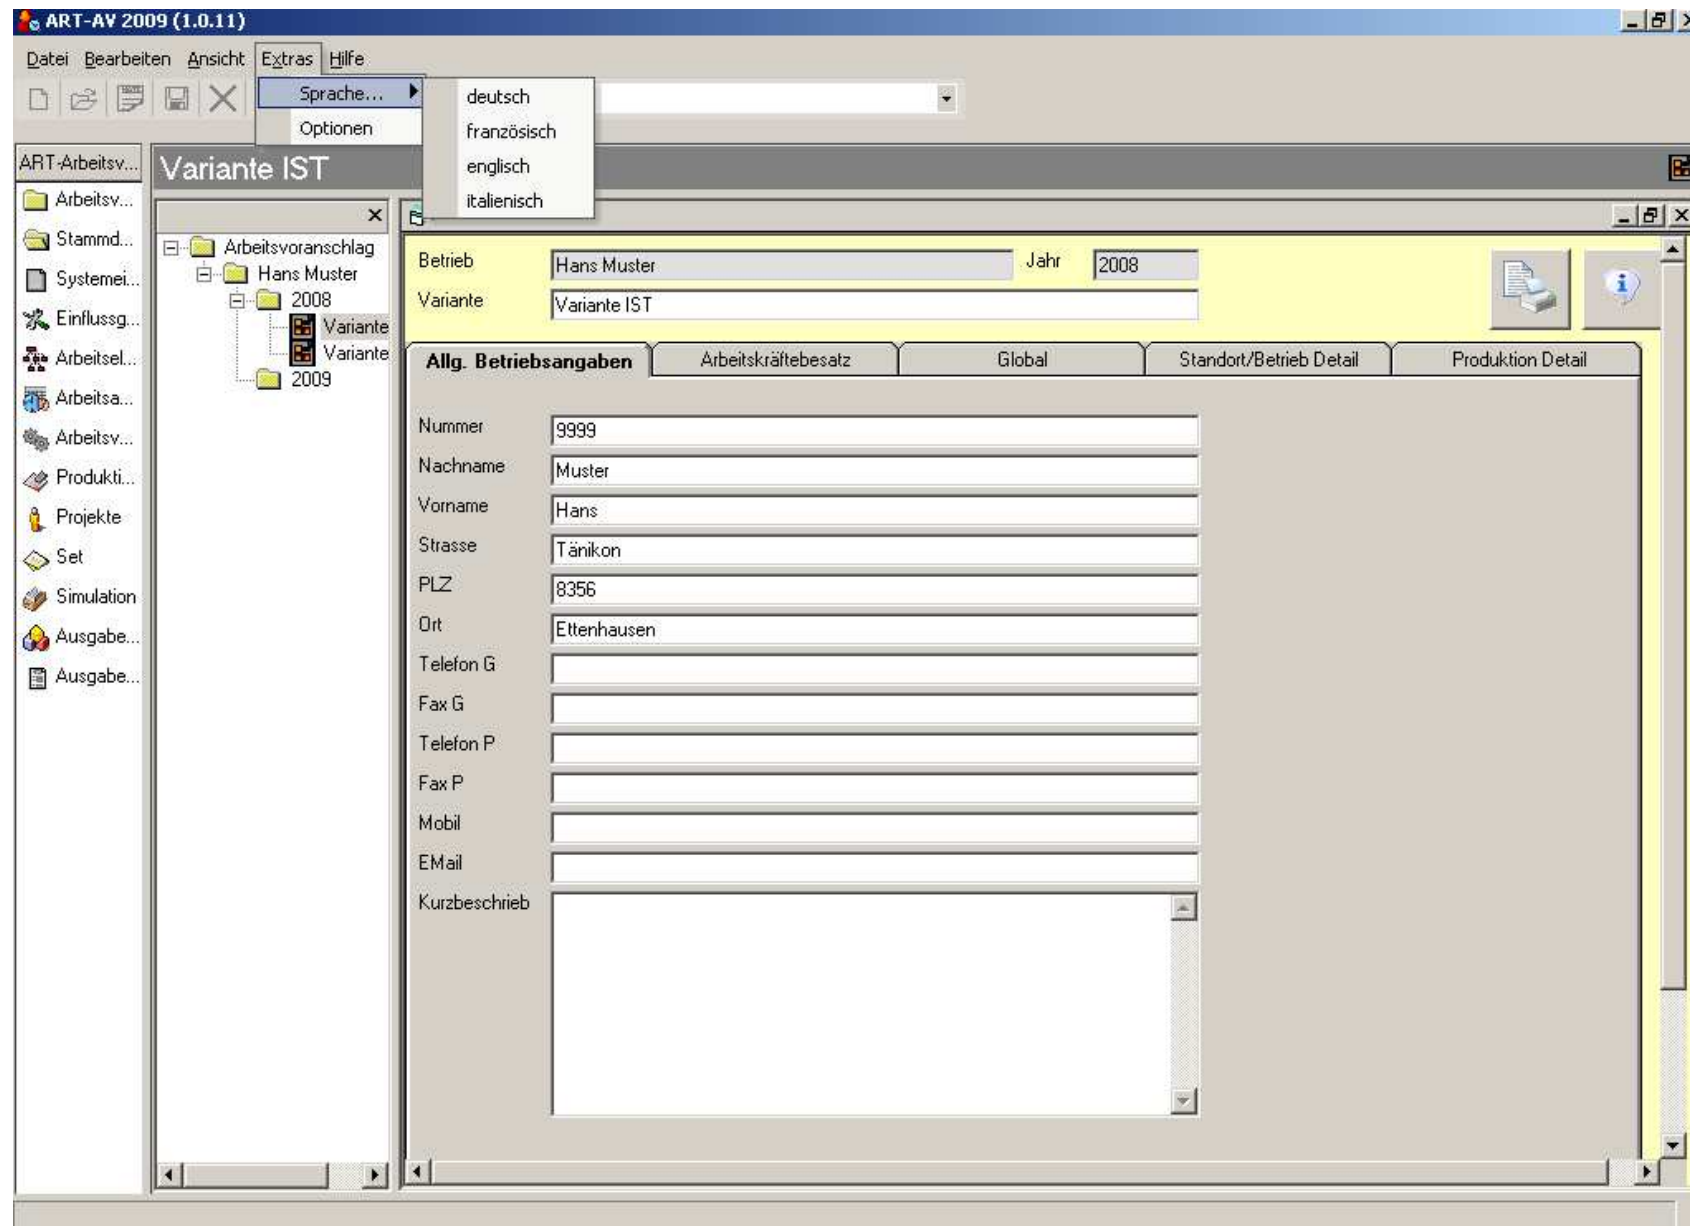 ART-AV 2009 (1.0.11)
Datei Bearbeiten Ansicht Extras Hilfe
Sprache...
Optionen
deutsch
französisch
englisch
italienisch
ART-Arbeitsv...
Variante IST
Arbeitsv...
Stammd...
Systemei...
Einflussg...
Arbeitsel...
Arbeitsa...
Arbeitsv...
Produkti...
Projekte
Set
Simulation
Ausgabe...
Ausgabe...
Arbeitsvoranschlag
Hans Muster
2008
Variante
Variante
2009
Betrieb Hans Muster Jahr 2008
Variante Variante IST
Allg. Betriebsangaben Arbeitskräftebesatz Global Standort/Betrieb Detail Produktion Detail
Nummer 9999
Nachname Muster
Vorname Hans
Strasse Tänikon
PLZ 8356
Ort Ettenhausen
Telefon G
Fax G
Telefon P
Fax P
Mobil
EMail
Kurzbeschrieb